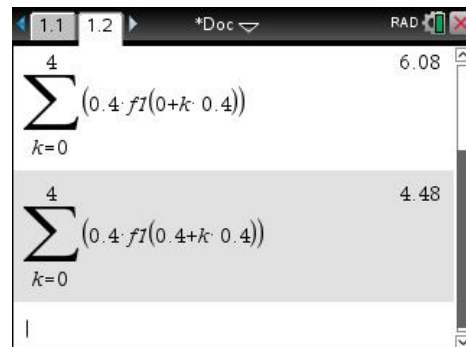 1.1 1.2 *Doc RAD
4 6.08
∑(0.4·f1(0+k·0.4))
k=0
4 4.48
∑(0.4·f1(0.4+k·0.4))
k=0